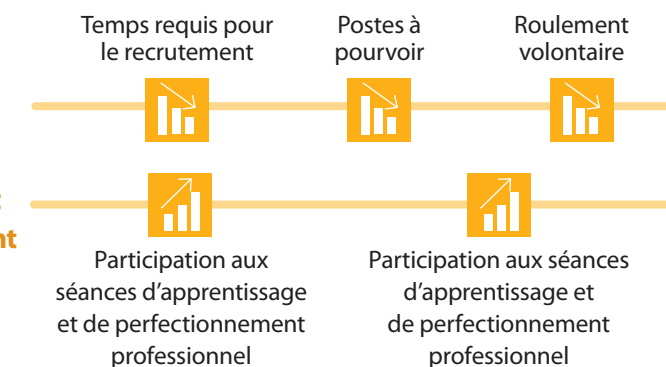 Temps requis pour
le recrutement
Postes à
pourvoir
Roulement
volontaire
nt
Participation aux
séances d'apprentissage
et de perfectionnement
professionnel
Participation aux séances
d'apprentissage et
de perfectionnement
professionnel